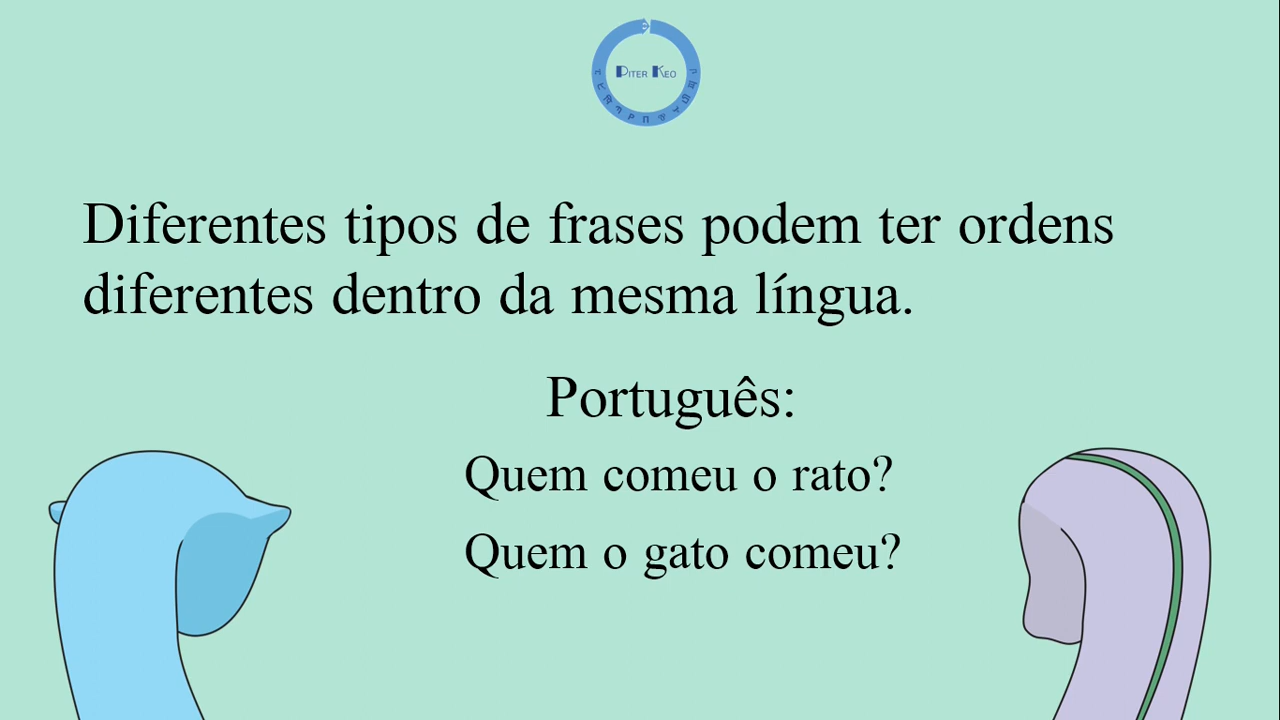 Piter Keo
Diferentes tipos de frases podem ter ordens
diferentes dentro da mesma língua.
Português:
Quem comeu o rato?
Quem o gato comeu?